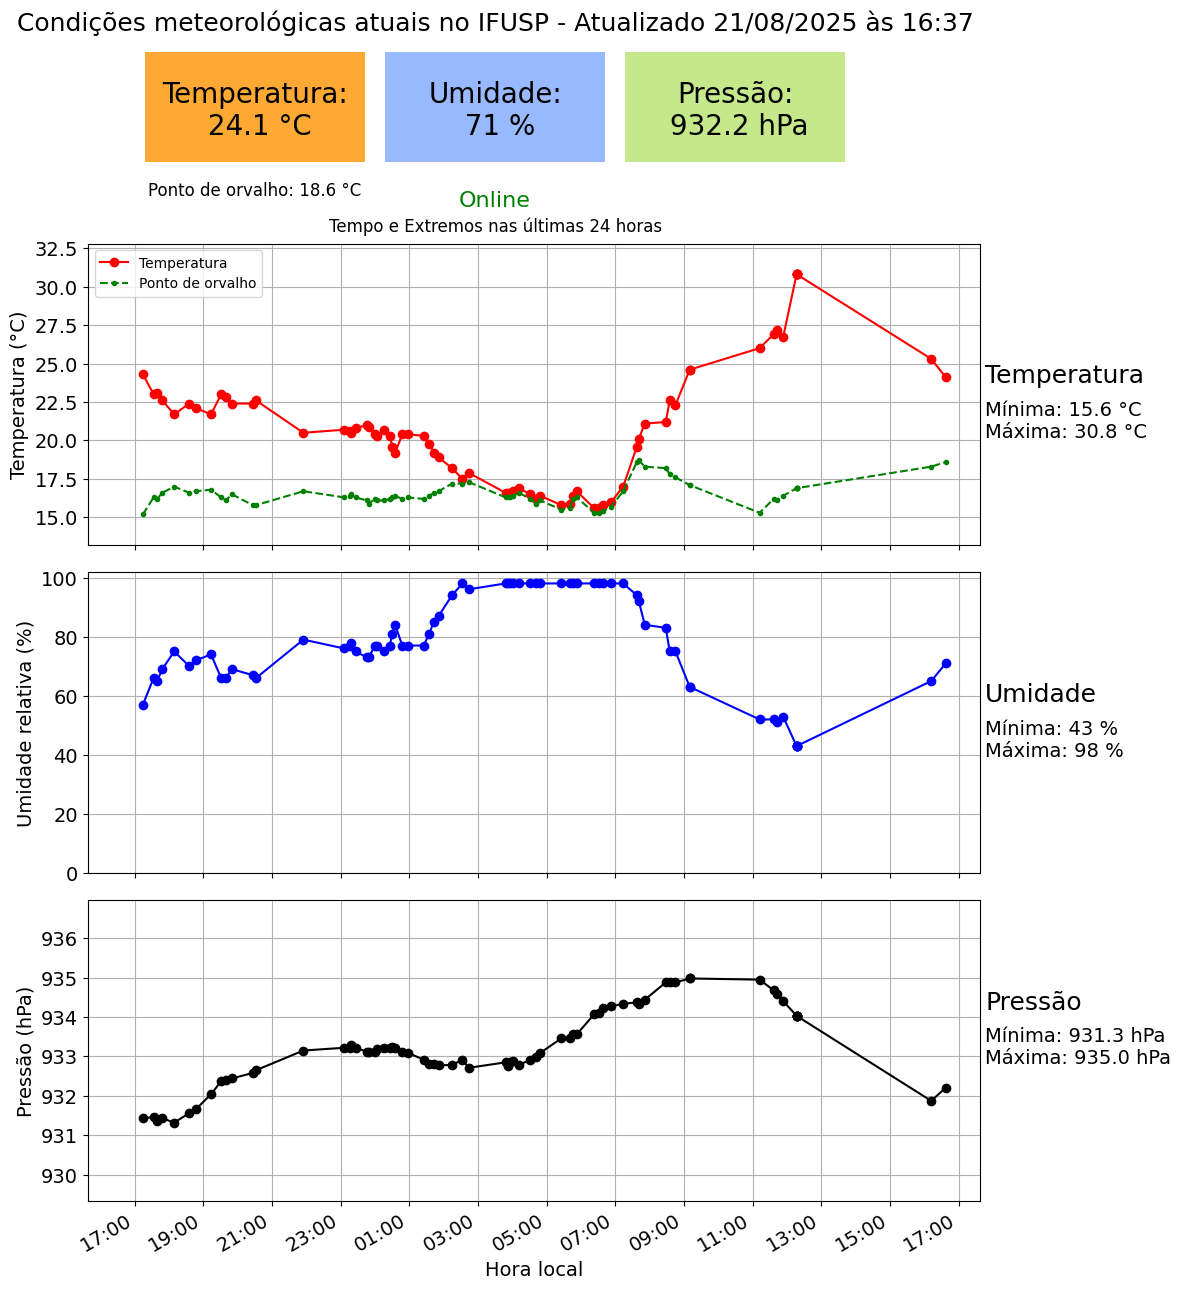 Condições meteorológicas atuais no IFUSP - Atualizado 21/08/2025 às 16:37
Temperatura:
24.1 °C
Umidade:
71 %
Pressão:
932.2 hPa
Ponto de orvalho: 18.6 °C
Online
Tempo e Extremos nas últimas 24 horas
Temperatura (°C)
32.5
30.0
27.5
25.0
22.5
20.0
17.5
15.0
Temperatura
Ponto de orvalho
Temperatura
Mínima: 15.6 °C
Máxima: 30.8 °C
Umidade relativa (%)
100
80
60
40
20
0
Umidade
Mínima: 43 %
Máxima: 98 %
Pressão (hPa)
936
935
934
933
932
931
930
Pressão
Mínima: 931.3 hPa
Máxima: 935.0 hPa
17:00 19:00 21:00 23:00 01:00 03:00 05:00 07:00 09:00 11:00 13:00 15:00 17:00
Hora local